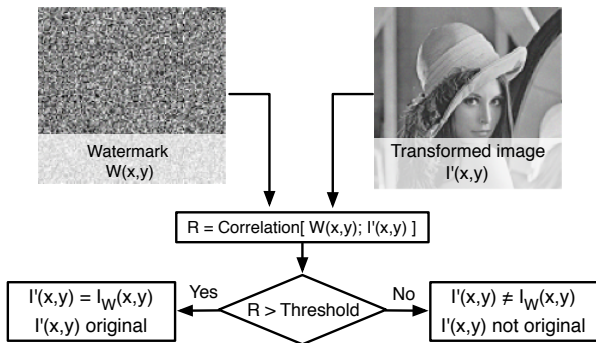 Watermark
W(x,y)
Transformed image
I'(x,y)
R = Correlation[ W(x,y); I'(x,y) ]
Yes
R > Threshold
No
I'(x,y) = I_W(x,y)
I'(x,y) original
I'(x,y) ≠ I_W(x,y)
I'(x,y) not original